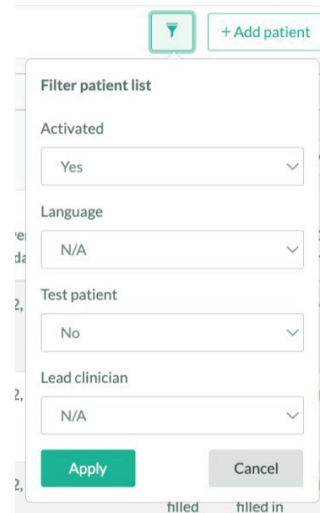 + Add patient
Filter patient list
Activated
Yes
Language
N/A
Test patient
No
Lead clinician
N/A
Apply
Cancel
filled
filled in